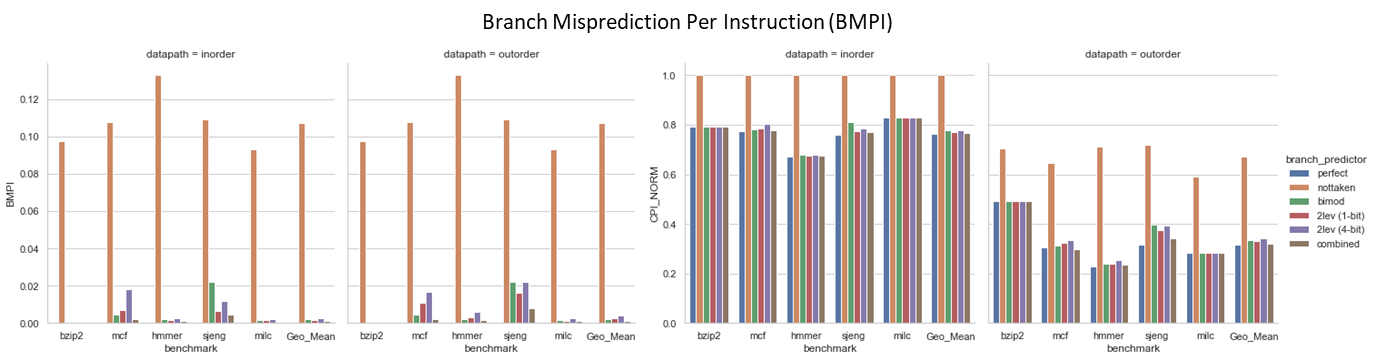 Branch Misprediction Per Instruction (BMPI)
datapath = inorder
datapath = outorder
datapath = inorder
datapath = outorder
BMPI
0.12
0.10
0.08
0.06
0.04
0.02
0.00
bzip2 mcf hmmer sjeng milc Geo_Mean
benchmark
bzip2 mcf hmmer sjeng milc Geo_Mean
benchmark
CPI_NORM
1.0
0.8
0.6
0.4
0.2
0.0
bzip2 mcf hmmer sjeng milc Geo_Mean
benchmark
bzip2 mcf hmmer sjeng milc Geo_Mean
benchmark
branch_predictor
perfect
nottaken
bimod
2lev (1-bit)
2lev (4-bit)
combined